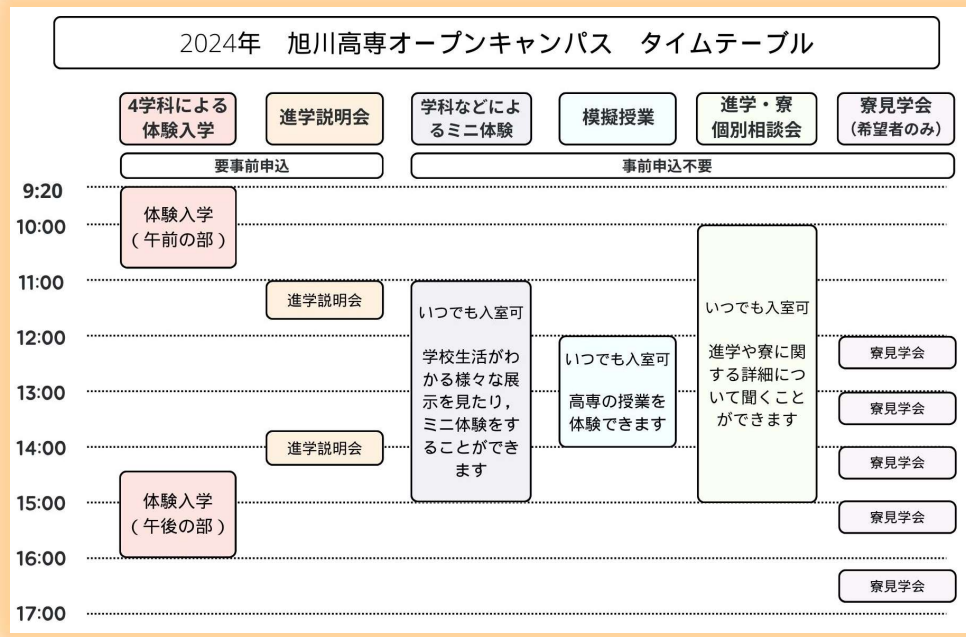 2024年　旭川高専オープンキャンパス　タイムテーブル
4学科による
体験入学
進学説明会
学科などによ
るミニ体験
模擬授業
進学・寮
個別相談会
寮見学会
(希望者のみ)
要事前申込
事前申込不要
9:20
10:00
11:00
12:00
13:00
14:00
15:00
16:00
17:00
体験入学
(午前の部)
体験入学
(午後の部)
進学説明会
進学説明会
いつでも入室可
学校生活がわ
かる様々な展
示を見たり，
ミニ体験をす
ることができ
ます
いつでも入室可
高専の授業を
体験できます
いつでも入室可
進学や寮に関
する詳細につ
いて聞くこと
ができます
寮見学会
寮見学会
寮見学会
寮見学会
寮見学会